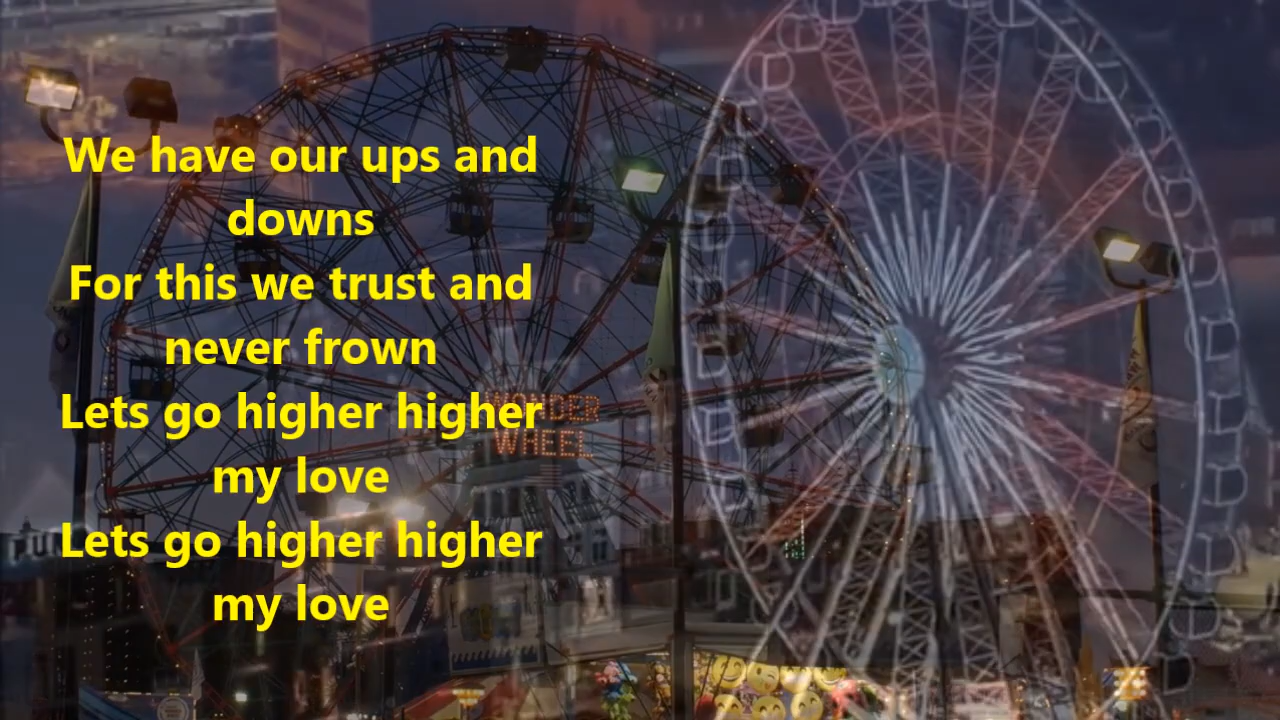 We have our ups and
downs
For this we trust and
never frown
Lets go higher higher
my love
Lets go higher higher
my love
WONDER
WHEEL